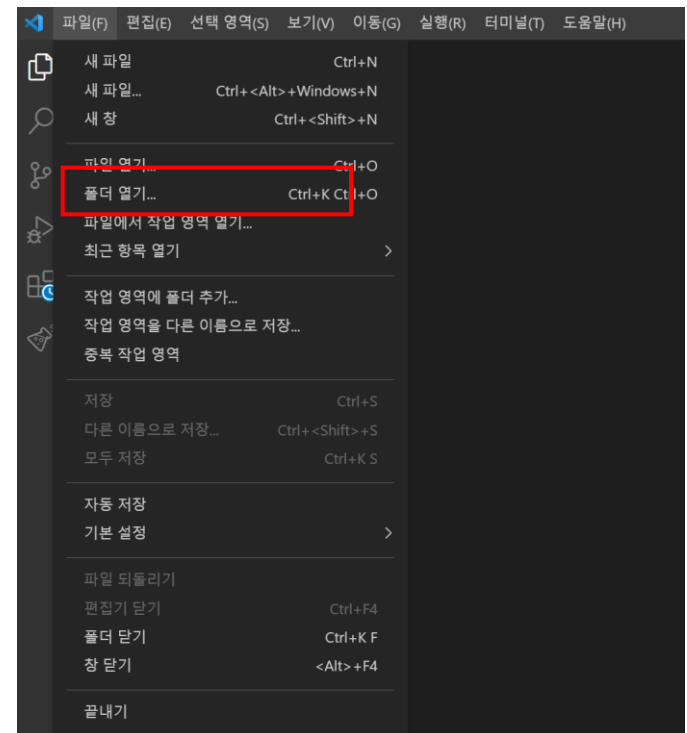 파일(F) 편집(E) 선택 영역(S) 보기(V) 이동(G) 실행(R) 터미널(T) 도움말(H)
새 파일 Ctrl+N
새 파일... Ctrl+<Alt>+Windows+N
새 창 Ctrl+<Shift>+N
파일 열기... Ctrl+O
폴더 열기... Ctrl+K Ctrl+O
파일에서 작업 영역 열기...
최근 항목 열기
작업 영역에 폴더 추가...
작업 영역을 다른 이름으로 저장...
중복 작업 영역
저장 Ctrl+S
다른 이름으로 저장... Ctrl+<Shift>+S
모두 저장 Ctrl+K S
자동 저장
기본 설정
파일 되돌리기
편집기 닫기 Ctrl+F4
폴더 닫기 Ctrl+K F
창 닫기 <Alt>+F4
끝내기